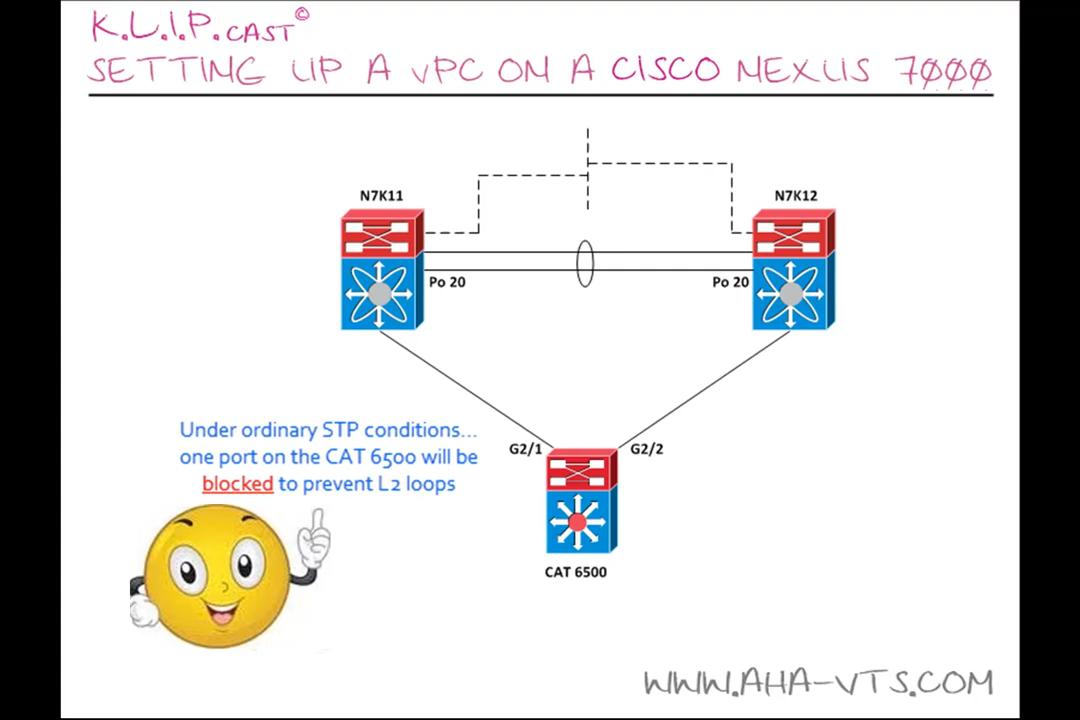 K.L.I.P.CAST©
SETTING UP A vPC ON A CISCO NEXUS 7000
N7K11
N7K12
Po 20
Po 20
Under ordinary STP conditions...
one port on the CAT 6500 will be
blocked to prevent L2 loops
G2/1
G2/2
CAT 6500
WWW.AHA-VTS.COM